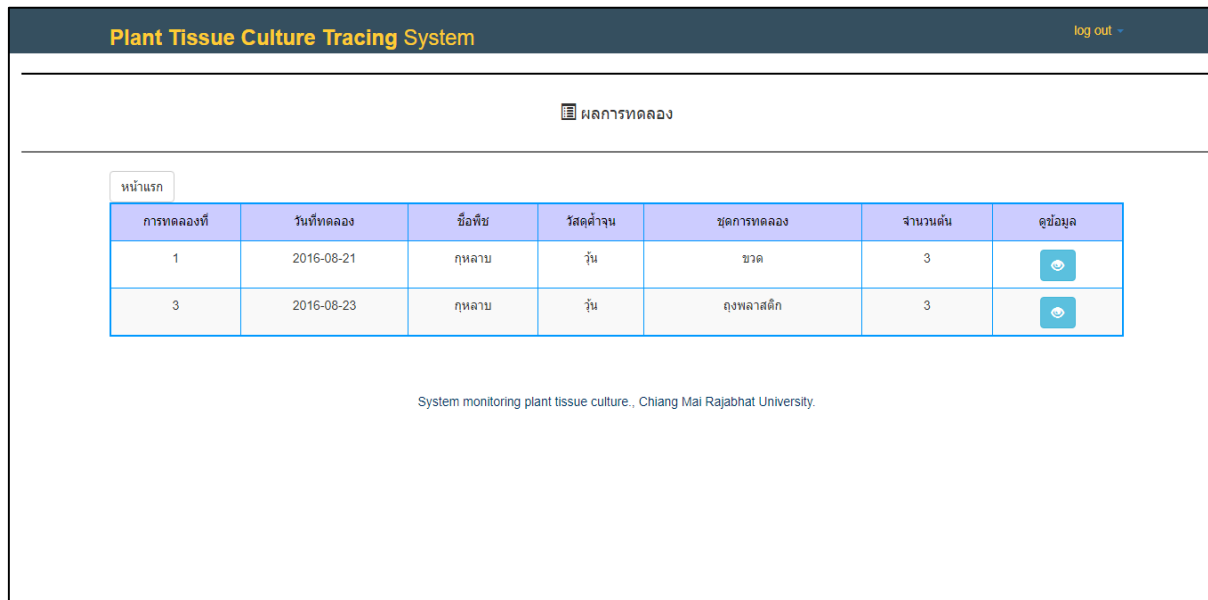 Plant Tissue Culture Tracing System
log out
ผลการทดลอง
หน้าแรก
การทดลองที่ วันที่ทดลอง ชื่อพืช วัสดุค้ำจุน ชุดการทดลอง จำนวนต้น ดูข้อมูล
1 2016-08-21 กุหลาบ วุ้น ขวด 3
3 2016-08-23 กุหลาบ วุ้น ถุงพลาสติก 3
System monitoring plant tissue culture., Chiang Mai Rajabhat University.